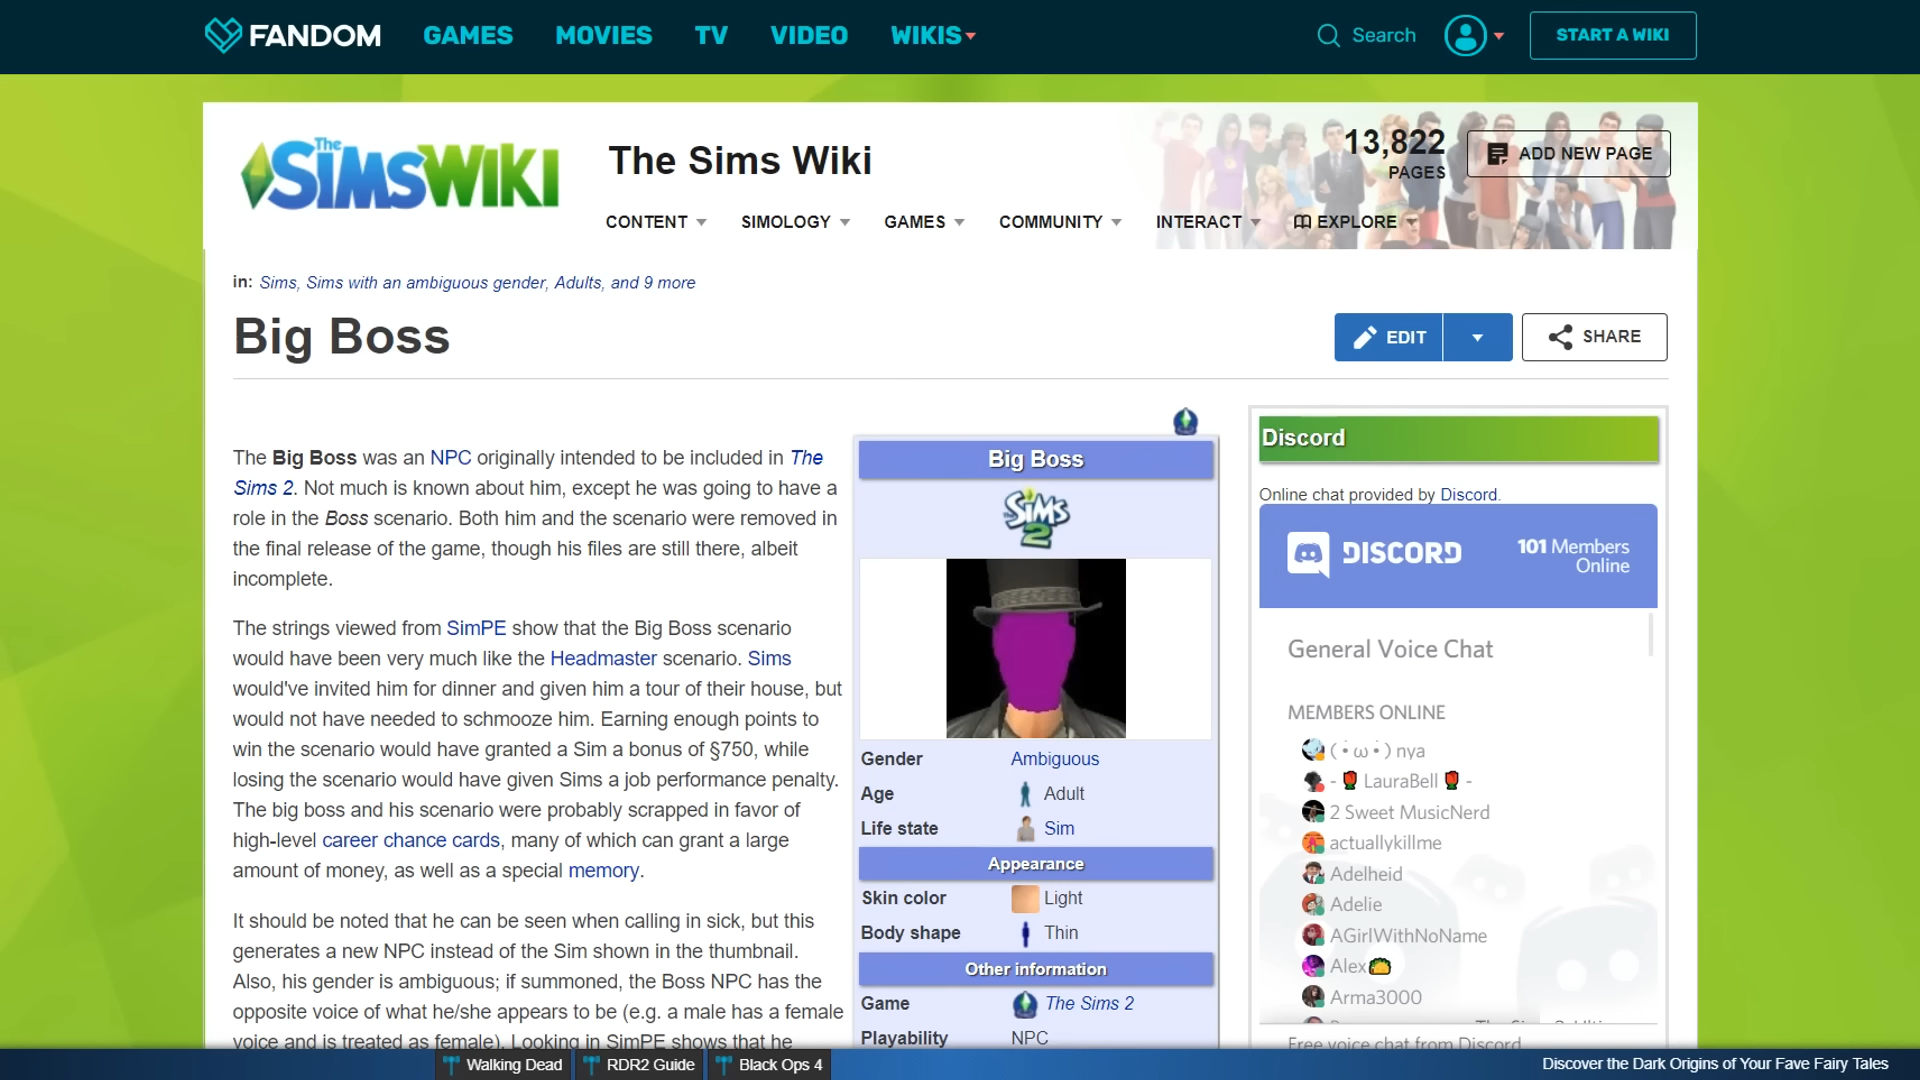 FANDOM GAMES MOVIES TV VIDEO WIKIS Search START A WIKI
The SIMS WIKI
The Sims Wiki
13,822
PAGES
ADD NEW PAGE
CONTENT SIMOLOGY GAMES COMMUNITY INTERACT EXPLORE
in: Sims, Sims with an ambiguous gender, Adults, and 9 more
Big Boss
EDIT SHARE
The Big Boss was an NPC originally intended to be included in The
Sims 2. Not much is known about him, except he was going to have a
role in the Boss scenario. Both him and the scenario were removed in
the final release of the game, though his files are still there, albeit
incomplete.
The strings viewed from SimPE show that the Big Boss scenario
would have been very much like the Headmaster scenario. Sims
would've invited him for dinner and given him a tour of their house, but
would not have needed to schmooze him. Earning enough points to
win the scenario would have granted a Sim a bonus of §750, while
losing the scenario would have given Sims a job performance penalty.
The big boss and his scenario were probably scrapped in favor of
high-level career chance cards, many of which can grant a large
amount of money, as well as a special memory.
It should be noted that he can be seen when calling in sick, but this
generates a new NPC instead of the Sim shown in the thumbnail.
Also, his gender is ambiguous; if summoned, the Boss NPC has the
opposite voice of what he/she appears to be (e.g. a male has a female
voice and is treated as female). Looking in SimPE shows that he
Big Boss
The Sims 2
Gender Ambiguous
Age Adult
Life state Sim
Appearance
Skin color Light
Body shape Thin
Other information
Game The Sims 2
Playability NPC
Discord
Online chat provided by Discord.
DISCORD 101 Members
Online
General Voice Chat
MEMBERS ONLINE
( • ω • ) nya
- 🌹 LauraBell 🌹 -
2 Sweet MusicNerd
actuallykillme
Adelheid
Adelie
AGirlWithNoName
Alex🌮
Arma3000
Free voice chat from Discord
Walking Dead RDR2 Guide Black Ops 4 Discover the Dark Origins of Your Fave Fairy Tales